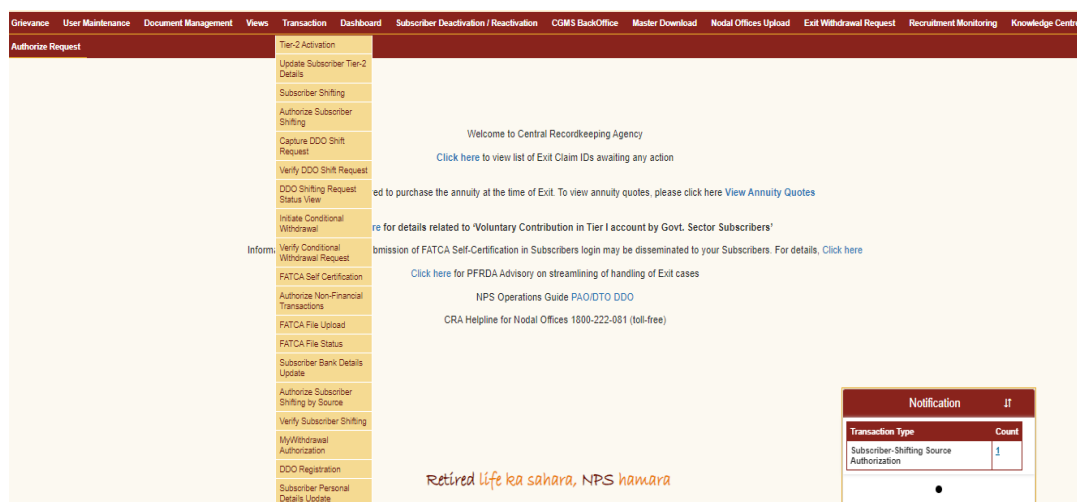 Grievance User Maintenance Document Management Views Transaction Dashboard Subscriber Deactivation / Reactivation CGMS BackOffice Master Download Nodal Offices Upload Exit Withdrawal Request Recruitment Monitoring Knowledge Centre
Authorize Request
Tier-2 Activation
Update Subscriber Tier-2
Details
Subscriber Shifting
Authorize Subscriber
Shifting
Capture DDO Shift
Request
Verify DDO Shift Request
DDO Shifting Request
Status View
Initiate Conditional
Withdrawal
Verify Conditional
Withdrawal Request
FATCA Self Certification
Authorize Non-Financial
Transactions
FATCA File Upload
FATCA File Status
Subscriber Bank Details
Update
Authorize Subscriber
Shifting by Source
Verify Subscriber Shifting
MyWithdrawal
Authorization
DDO Registration
Subscriber Personal
Details Update
Welcome to Central Recordkeeping Agency
Click here to view list of Exit Claim IDs awaiting any action
ed to purchase the annuity at the time of Exit. To view annuity quotes, please click here View Annuity Quotes
re for details related to 'Voluntary Contribution in Tier I account by Govt. Sector Subscribers'
Inform bmission of FATCA Self-Certification in Subscribers login may be disseminated to your Subscribers. For details, Click here
Click here for PFRDA Advisory on streamlining of handling of Exit cases
NPS Operations Guide PAO/DTO DDO
CRA Helpline for Nodal Offices 1800-222-081 (toll-free)
Retired life ka sahara, NPS hamara
Notification
Transaction Type Count
Subscriber-Shifting Source 1
Authorization